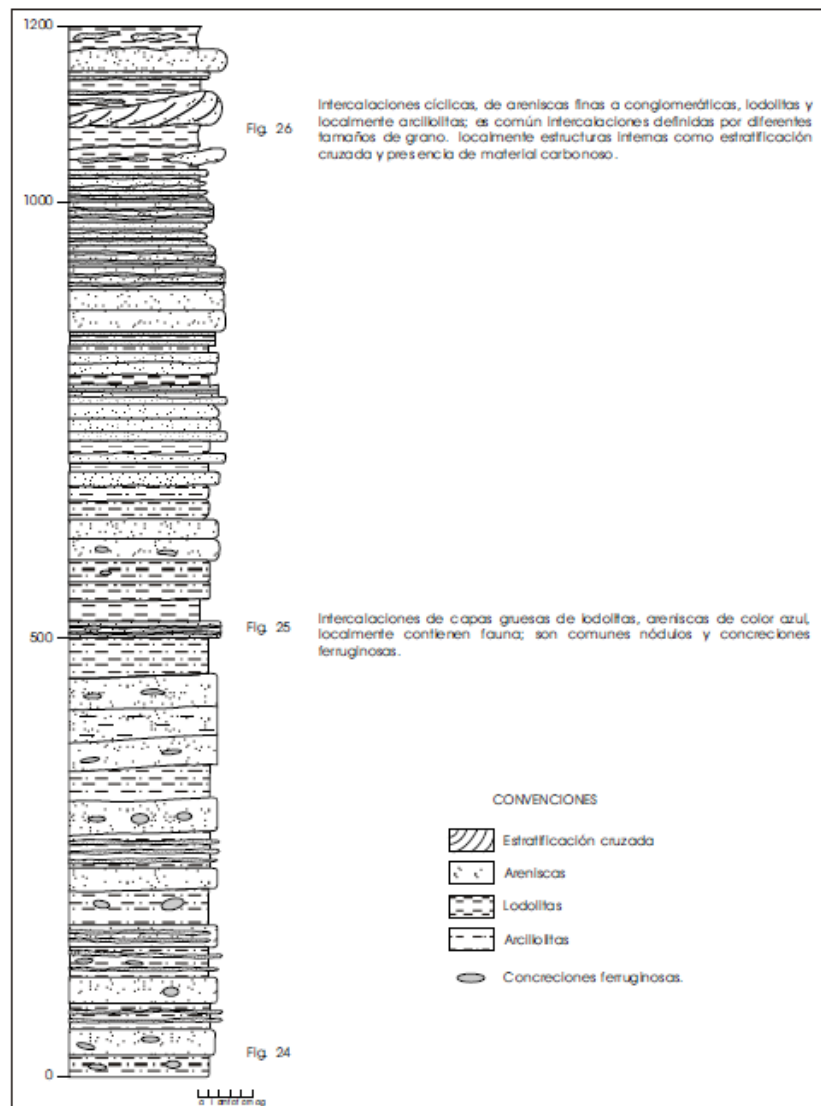 1200
Fig. 26
Intercalaciones cíclicas, de areniscas finas a conglomeráticas, lodolitas y
localmente arcillolitas; es común intercalaciones definidas por diferentes
tamaños de grano. localmente estructuras internas como estratificación
cruzada y presencia de material carbonoso.
1000
Fig. 25
Intercalaciones de capas gruesas de lodolitas, areniscas de color azul,
localmente contienen fauna; son comunes nódulos y concreciones
ferruginosas.
500
CONVENCIONES
Estratificación cruzada
Areniscas
Lodolitas
Arcillolitas
Concreciones ferruginosas.
Fig. 24
0